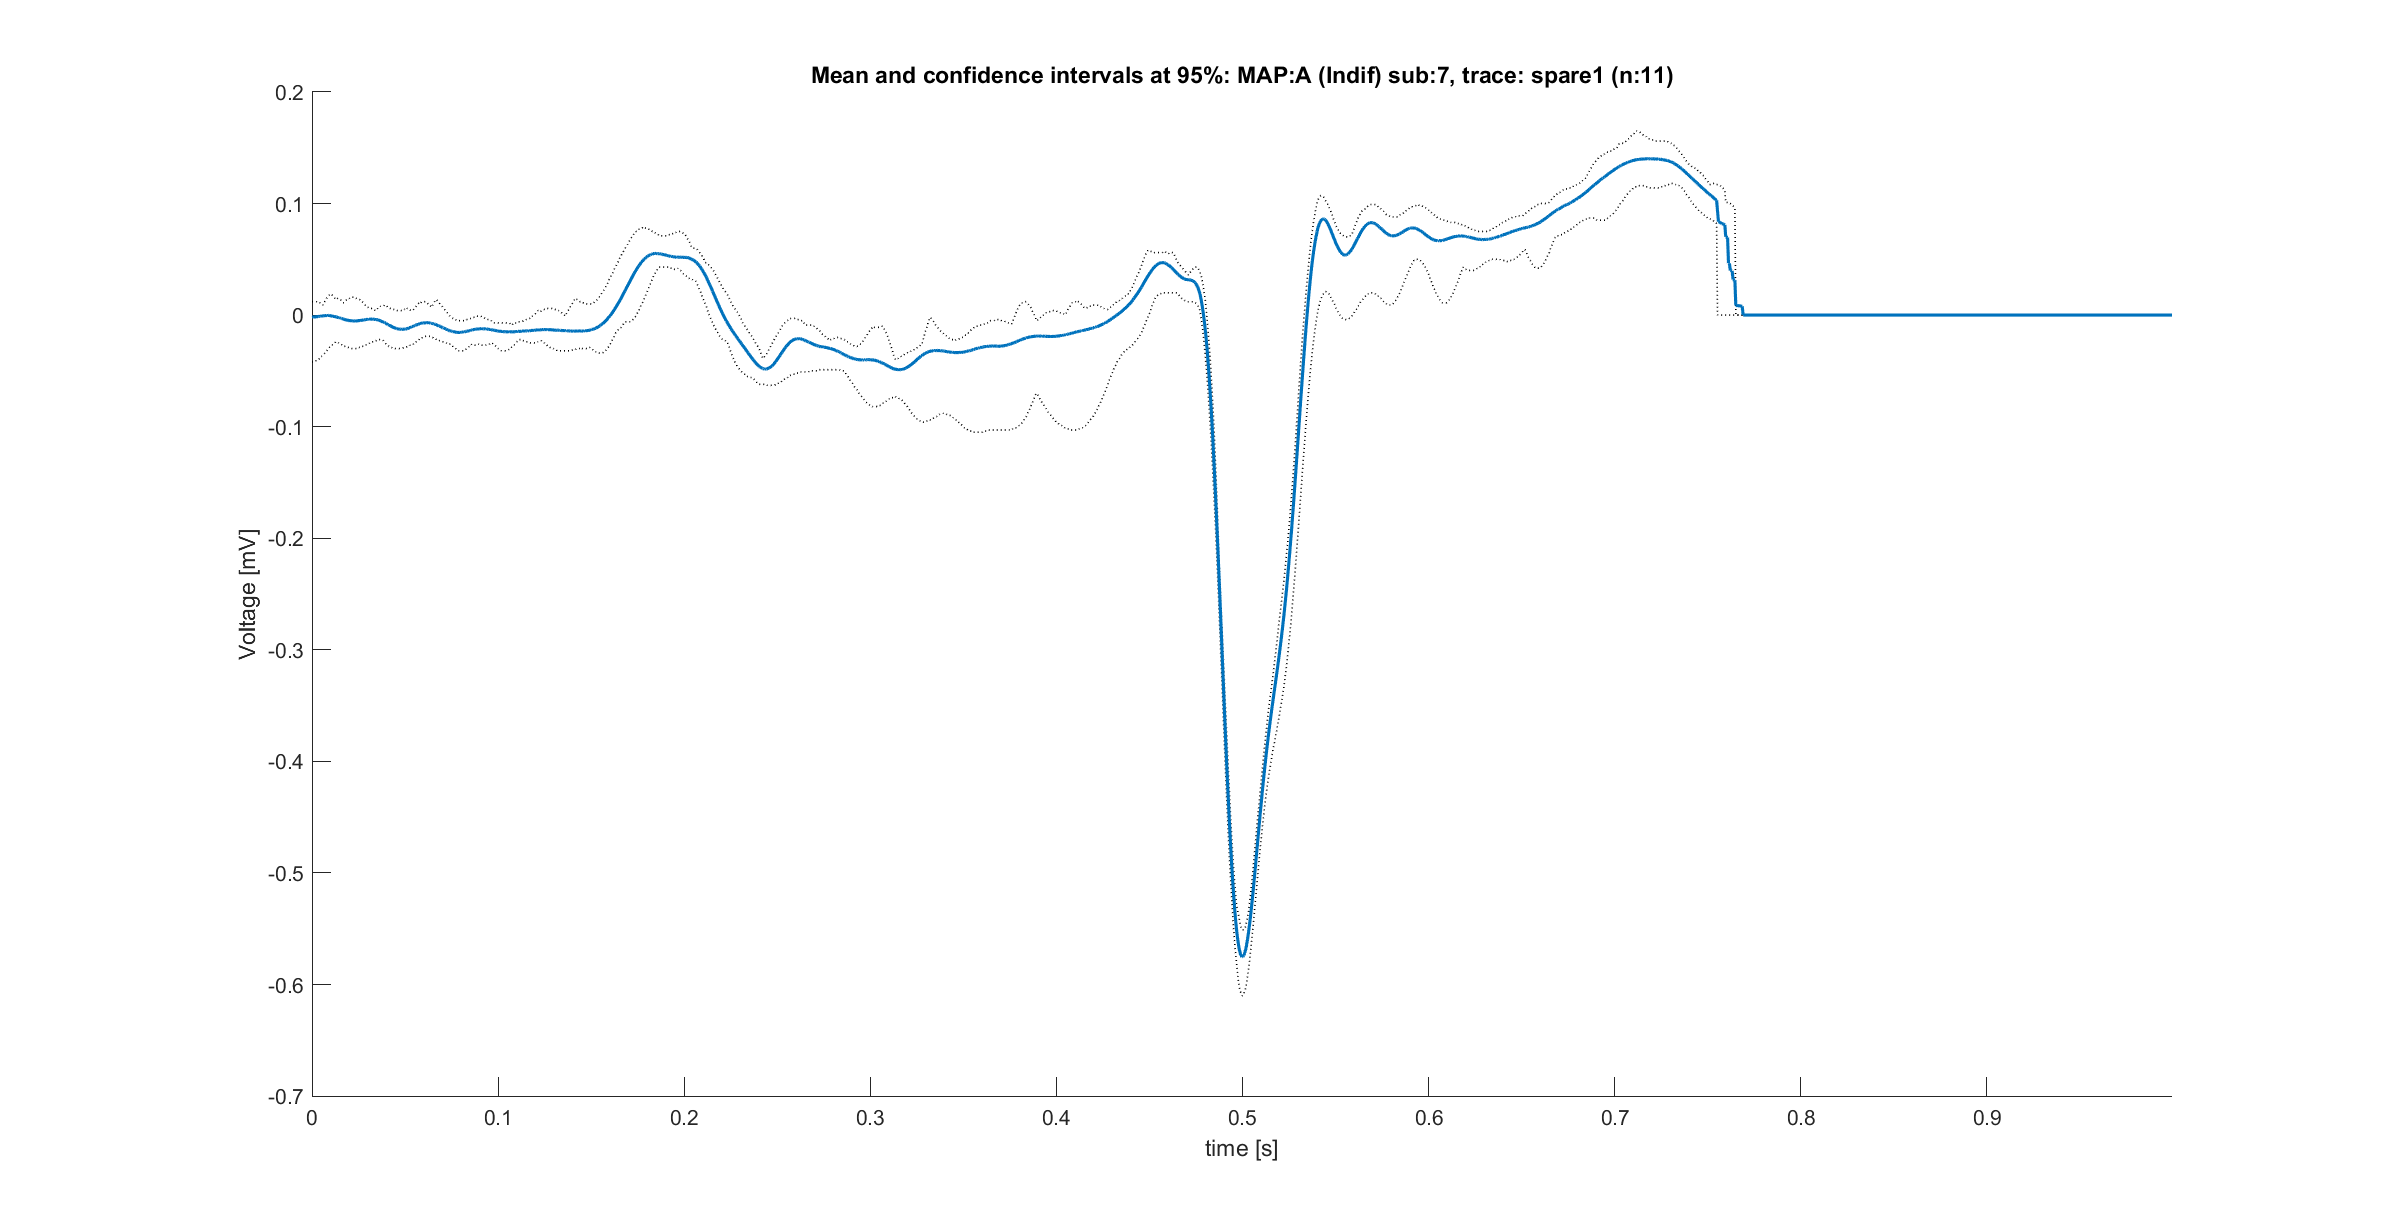 Mean and confidence intervals at 95%: MAP:A (Indif) sub:7, trace: spare1 (n:11)
0.2
0.1
0
-0.1
-0.2
-0.3
-0.4
-0.5
-0.6
-0.7
Voltage [mV]
0 0.1 0.2 0.3 0.4 0.5 0.6 0.7 0.8 0.9
time [s]